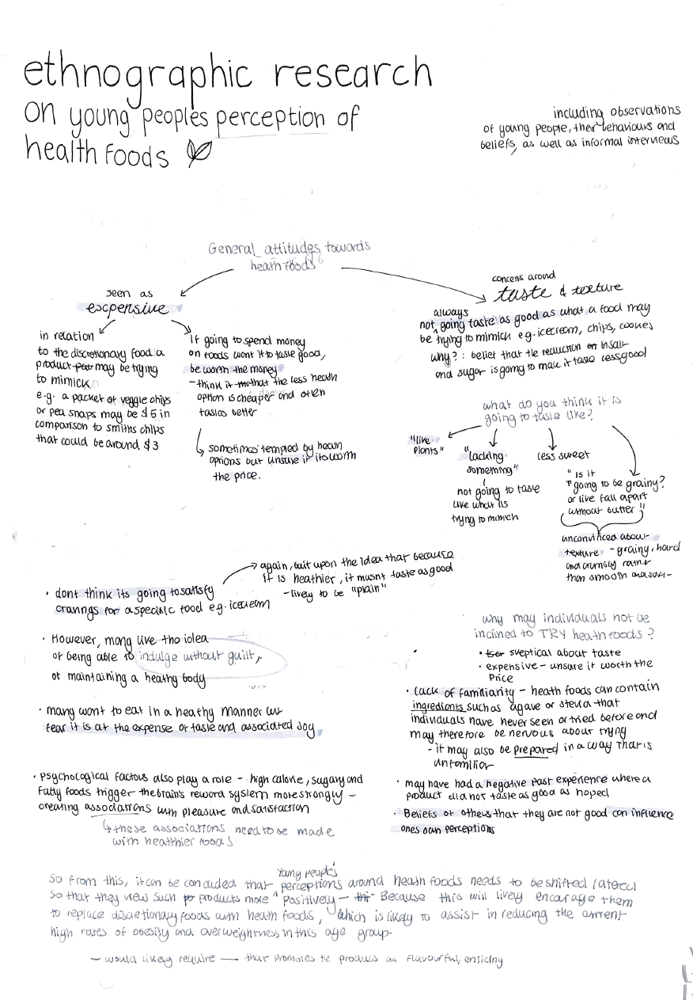 ethnographic research
on young peoples perception of
health foods
including observations
of young people, their behaviours and
beliefs, as well as informal interviews
General attitudes towards
health foods
seen as
expensive
in relation
to the discretionary food a
product may be trying
to mimick
e.g. a packet of veggie chips
or pea snaps may be $5 in
comparison to smiths chips
that could be around $3
If going to spend money
on foods want it to taste good,
be worth the money
- think that the less health
option is cheaper and often
tastes better
sometimes tempted by health
options but unsure if its worth
the price.
concens around
taste & texture
always
not going taste as good as what a food may
be trying to mimick e.g. icecream, chips, cookies
why? : belief that the reduction in salt
and sugar is going to make it taste less good
what do you think it is
going to taste like?
"like
plants"
"lacking
something"
not going to taste
like what its
trying to mimich
less sweet
"is it
going to be grainy?
or like fall apart
without butter"
unconvinced about
texture - grainy, hard
and crumbly rather
than smooth and
· dont think its going to satisfy
cravings for a specific food e.g. icecream
again, built upon the idea that because
it is healthier, it musnt taste as good
- likely to be "plain"
· However, many like the idea
of being able to indulge without guilt,
of maintaining a healthy body
· many want to eat in a healthy manner but
fear it is at the expense of taste and associated joy
· psychological factors also play a role - high calorie, sugary and
fatty foods trigger the brain's reward system more strongly -
creating associations with pleasure and satisfaction
these associations need to be made
with healthier foods
why may individuals not be
inclined to TRY health foods?
· skeptical about taste
· expensive - unsure if worth the
price
· Lack of familiarity - health foods can contain
ingredients such as agave or stevia that
individuals have never seen or tried before and
may therefore be nervous about trying
- it may also be prepared in a way that is
unfamiliar
· may have had a negative past experience where a
product did not taste as good as hoped
· Beliefs of others that they are not good can influence
ones own perceptions
Young people's
So from this, it can be concluded that perceptions around health foods needs to be shifted / altered
so that they view such products more positively - Because this will likely encourage them
to replace discretionary foods with health foods, which is likely to assist in reducing the current
high rates of obesity and overweightness in this age group.
- would likely require — that promotes te products as flavourful, enticing